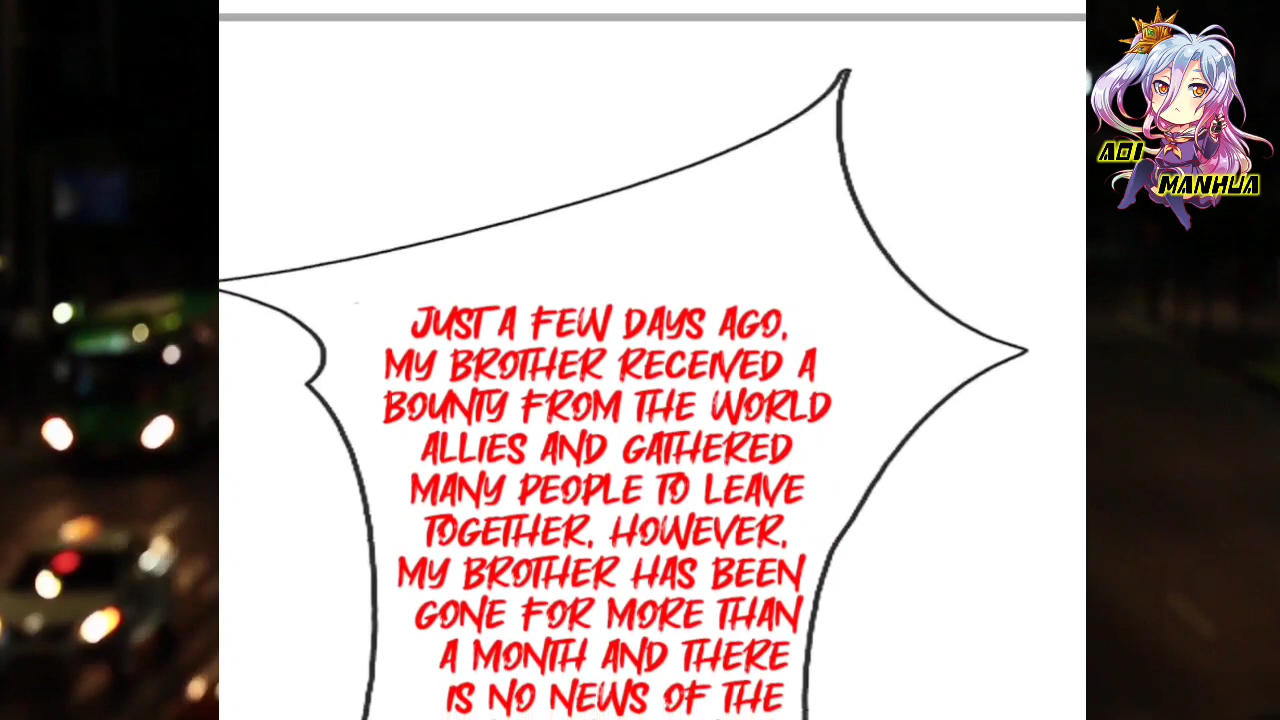 JUST A FEW DAYS AGO,
MY BROTHER RECEIVED A
BOUNTY FROM THE WORLD
ALLIES AND GATHERED
MANY PEOPLE TO LEAVE
TOGETHER. HOWEVER,
MY BROTHER HAS BEEN
GONE FOR MORE THAN
A MONTH AND THERE
IS NO NEWS OF THE
AOI
MANHUA